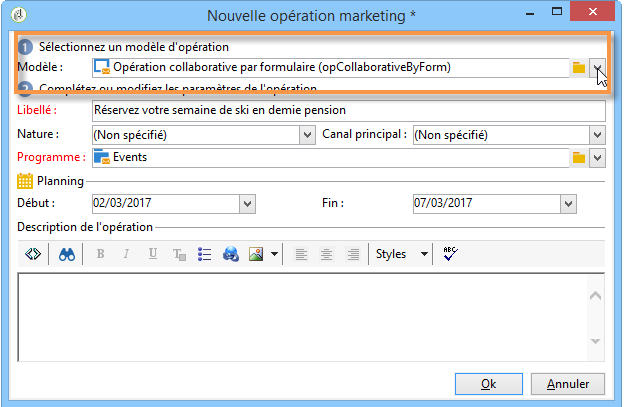 Nouvelle opération marketing *
1 Sélectionnez un modèle d'opération
Modèle : Opération collaborative par formulaire (opCollaborativeByForm)
2 Complétez ou modifiez les paramètres de l'opération
Libellé : Réservez votre semaine de ski en demie pension
Nature : (Non spécifié) Canal principal : (Non spécifié)
Programme : Events
Planning
Début : 02/03/2017 Fin : 07/03/2017
Description de l'opération
B I U T Styles ABC
Ok Annuler